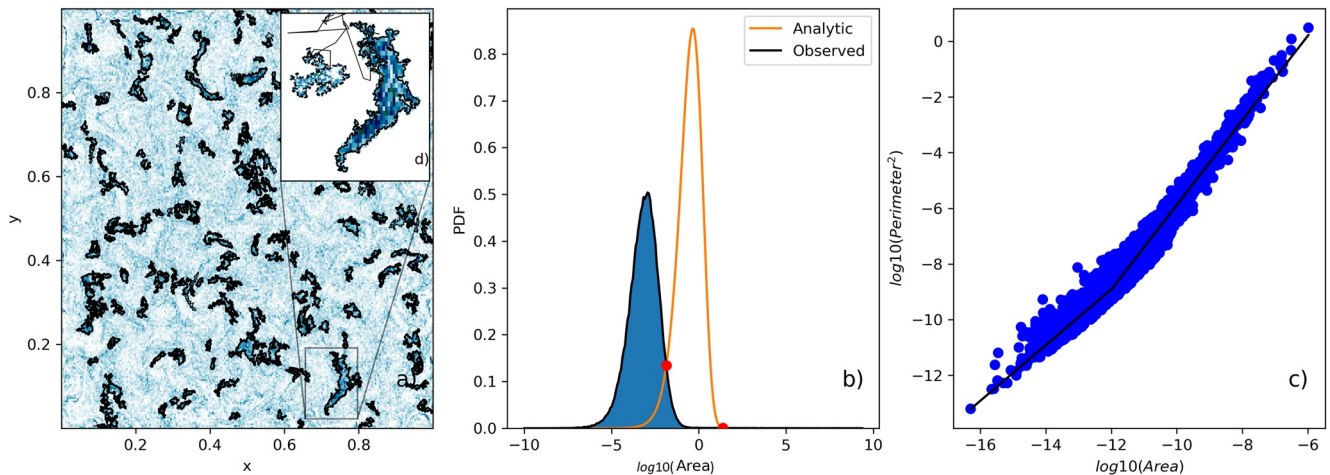 0.8
0.6
0.4
0.2
y
0.2
0.4
0.6
0.8
x
a)
d)
0.8
0.7
0.6
0.5
0.4
0.3
0.2
0.1
0.0
PDF
-10
-5
0
5
10
log10(Area)
Analytic
Observed
b)
0
−2
−4
−6
−8
−10
−12
log10(Perimeter²)
−16
−14
−12
−10
−8
−6
log10(Area)
c)